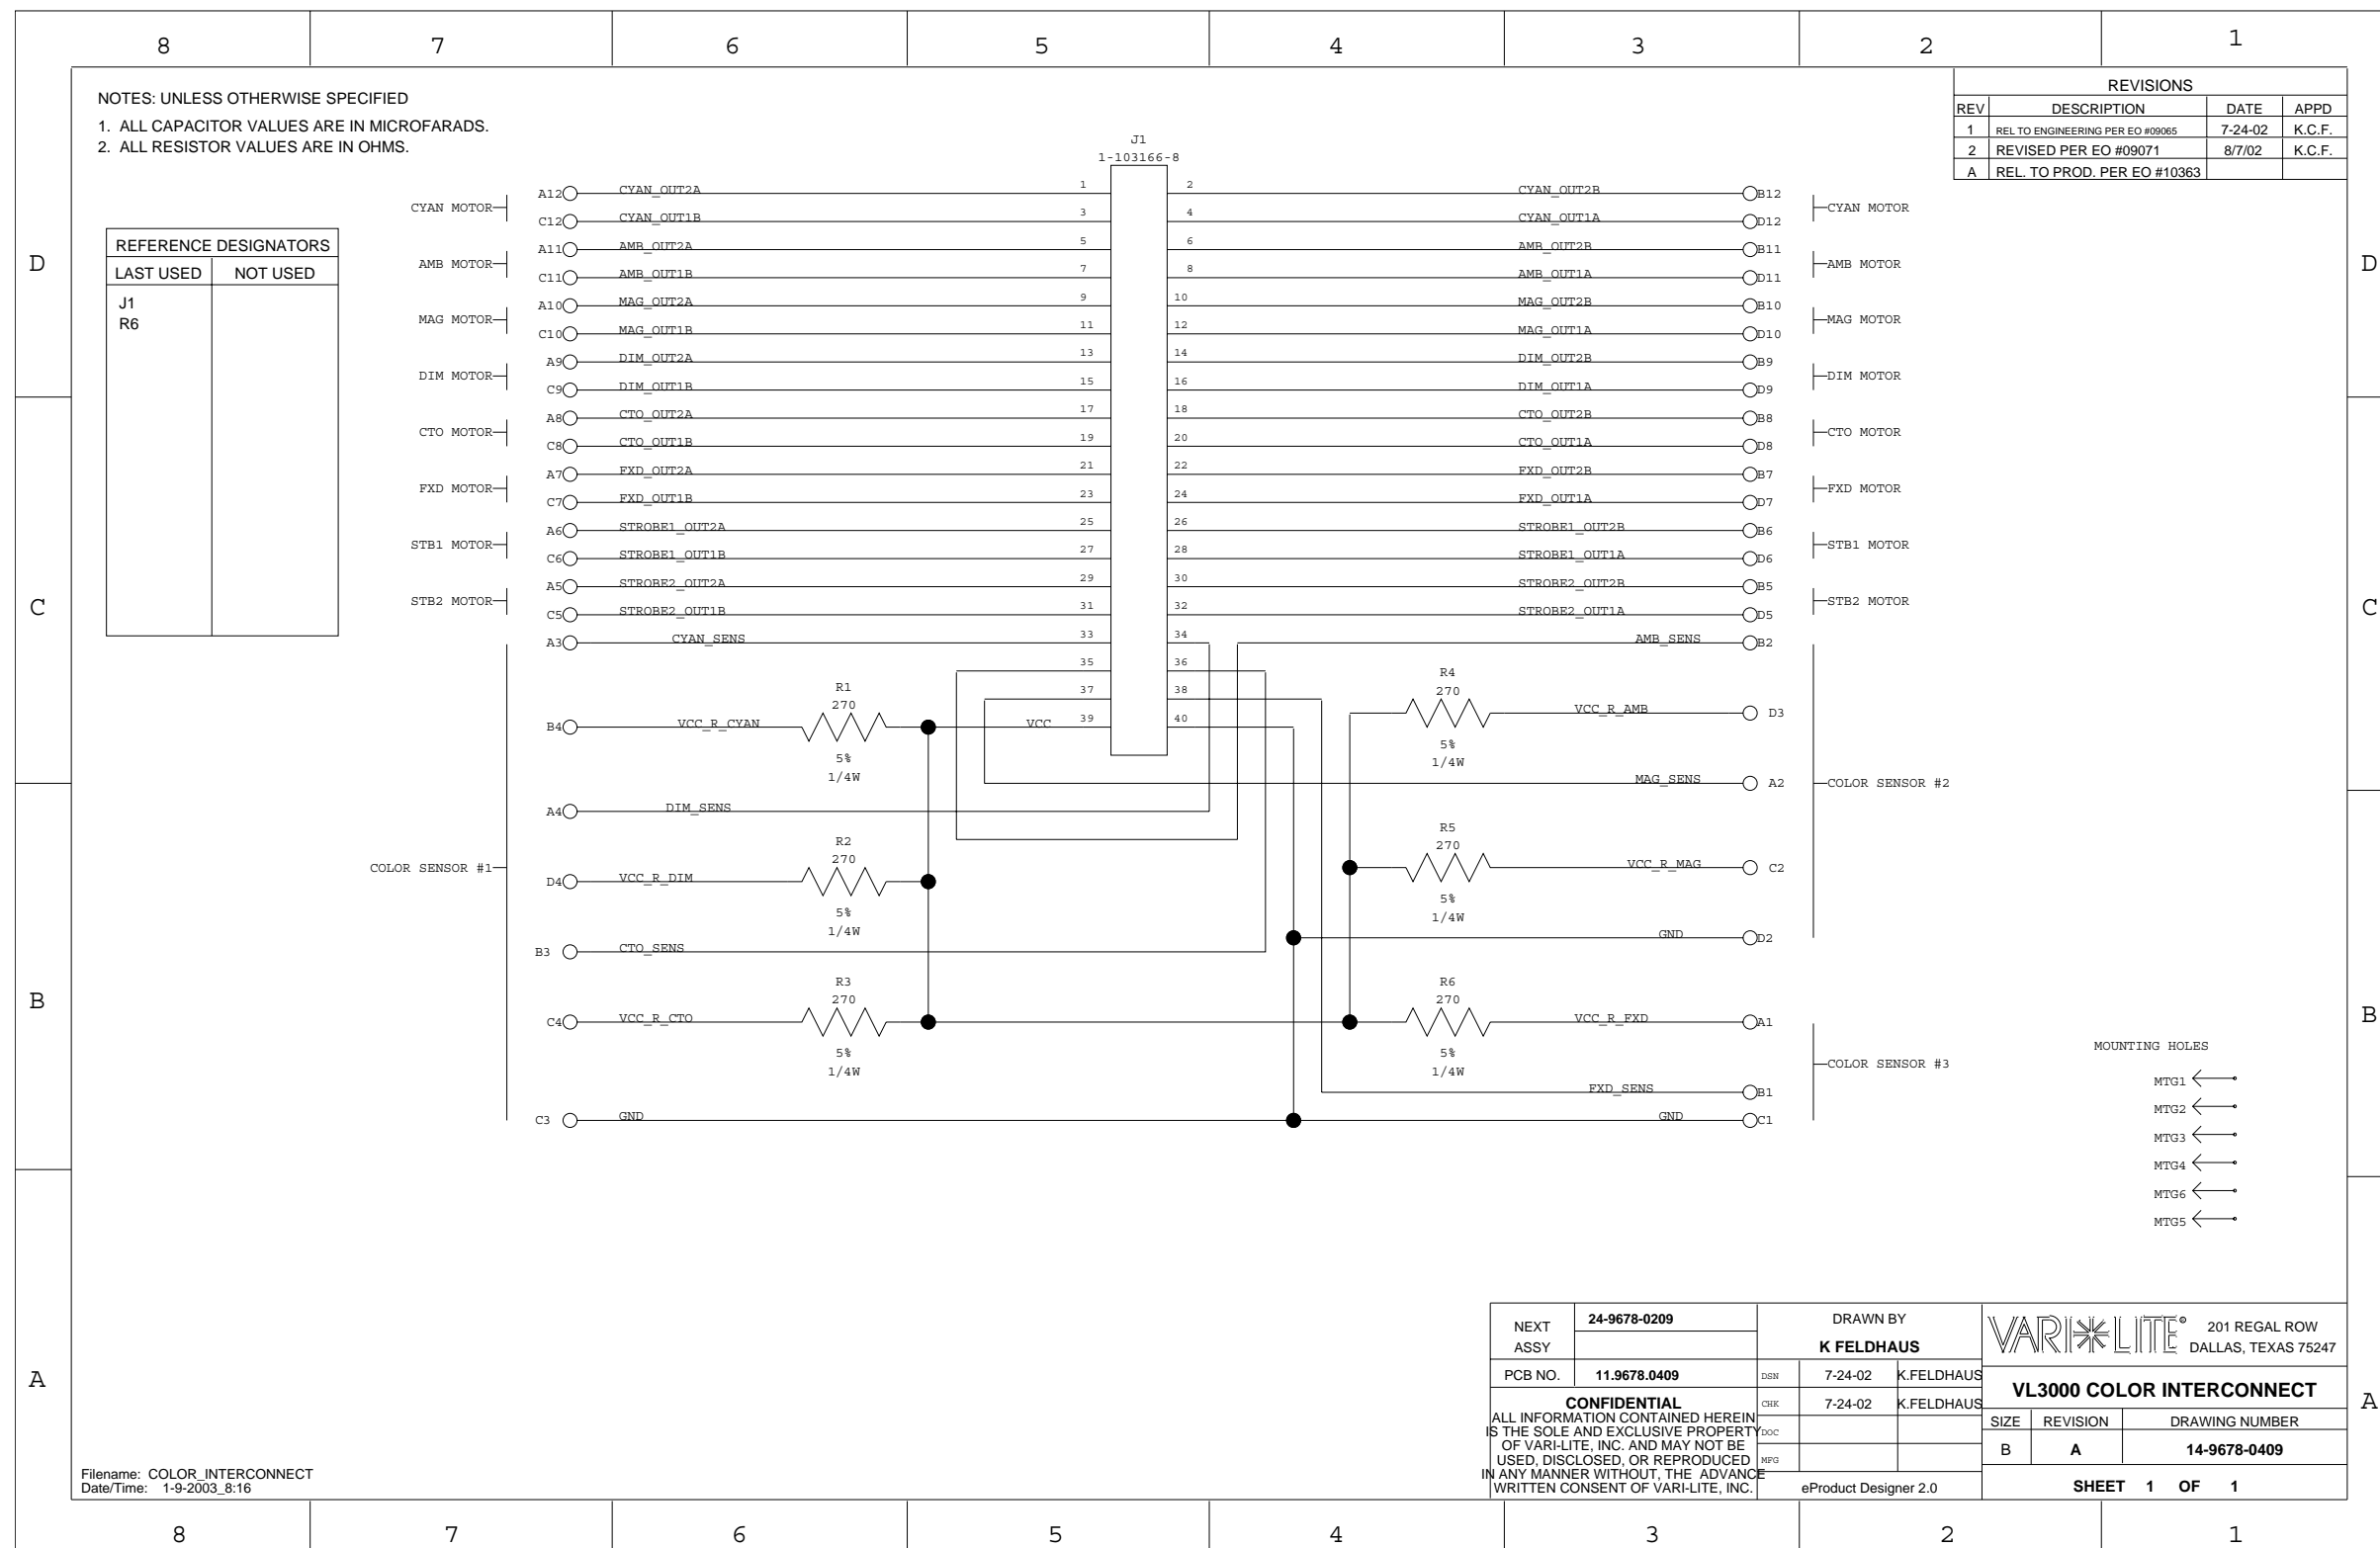 8 7 6 5 4 3 2 1
NOTES: UNLESS OTHERWISE SPECIFIED
1. ALL CAPACITOR VALUES ARE IN MICROFARADS.
2. ALL RESISTOR VALUES ARE IN OHMS.
REVISIONS
REV DESCRIPTION DATE APPD
1 REL TO ENGINEERING PER EO #09065 7-24-02 K.C.F.
2 REVISED PER EO #09071 8/7/02 K.C.F.
A REL. TO PROD. PER EO #10363
REFERENCE DESIGNATORS
LAST USED NOT USED
J1
R6
J1
1-103166-8
A12 CYAN_OUT2A 1 2 CYAN_OUT2B B12
CYAN MOTOR CYAN MOTOR
C12 CYAN_OUT1B 3 4 CYAN_OUT1A D12
A11 AMB_OUT2A 5 6 AMB_OUT2B B11
D AMB MOTOR AMB MOTOR D
C11 AMB_OUT1B 7 8 AMB_OUT1A D11
A10 MAG_OUT2A 9 10 MAG_OUT2B B10
MAG MOTOR MAG MOTOR
C10 MAG_OUT1B 11 12 MAG_OUT1A D10
A9 DIM_OUT2A 13 14 DIM_OUT2B B9
DIM MOTOR DIM MOTOR
C9 DIM_OUT1B 15 16 DIM_OUT1A D9
A8 CTO_OUT2A 17 18 CTO_OUT2B B8
CTO MOTOR CTO MOTOR
C8 CTO_OUT1B 19 20 CTO_OUT1A D8
A7 FXD_OUT2A 21 22 FXD_OUT2B B7
FXD MOTOR FXD MOTOR
C7 FXD_OUT1B 23 24 FXD_OUT1A D7
A6 STROBE1_OUT2A 25 26 STROBE1_OUT2B B6
STB1 MOTOR STB1 MOTOR
C6 STROBE1_OUT1B 27 28 STROBE1_OUT1A D6
A5 STROBE2_OUT2A 29 30 STROBE2_OUT2B B5
C STB2 MOTOR STB2 MOTOR C
C5 STROBE2_OUT1B 31 32 STROBE2_OUT1A D5
A3 CYAN_SENS 33 34 AMB_SENS B2
35 36
R1 R4
270 37 38 270
VCC_R_AMB D3
B4 VCC_R_CYAN VCC 39 40
5% 5%
1/4W 1/4W
MAG_SENS A2
COLOR SENSOR #2
A4 DIM_SENS
R2 R5
270 270
COLOR SENSOR #1 VCC_R_MAG C2
D4 VCC_R_DIM
5% 5%
1/4W 1/4W
GND D2
B3 CTO_SENS
R3 R6
270 270
B B
C4 VCC_R_CTO VCC_R_FXD A1
5% 5%
1/4W 1/4W
COLOR SENSOR #3
FXD_SENS B1
C3 GND GND C1
MOUNTING HOLES
MTG1
MTG2
MTG3
MTG4
MTG6
MTG5
A A
NEXT ASSY 24-9678-0209
PCB NO. 11.9678.0409
CONFIDENTIAL
ALL INFORMATION CONTAINED HEREIN
IS THE SOLE AND EXCLUSIVE PROPERTY
OF VARI-LITE, INC. AND MAY NOT BE
USED, DISCLOSED, OR REPRODUCED
IN ANY MANNER WITHOUT, THE ADVANCE
WRITTEN CONSENT OF VARI-LITE, INC.
DRAWN BY
K FELDHAUS
DSN 7-24-02 K.FELDHAUS
CHK 7-24-02 K.FELDHAUS
DOC
MFG
eProduct Designer 2.0
VARI*LITE®
201 REGAL ROW
DALLAS, TEXAS 75247
VL3000 COLOR INTERCONNECT
SIZE REVISION DRAWING NUMBER
B A 14-9678-0409
SHEET 1 OF 1
Filename: COLOR_INTERCONNECT
Date/Time: 1-9-2003_8:16
8 7 6 5 4 3 2 1